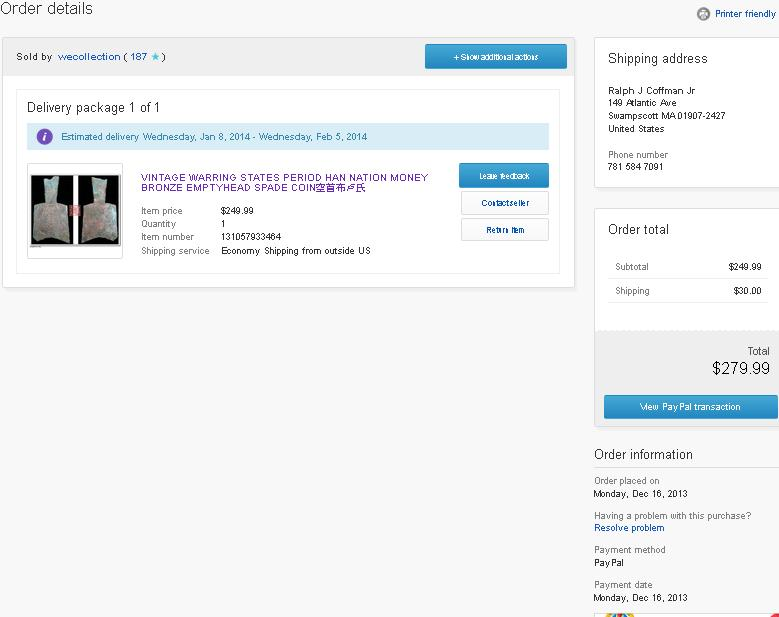 Order details
Printer friendly
Sold by wecollection ( 187 ★ )
+ Show additional actions
Delivery package 1 of 1
Estimated delivery Wednesday, Jan 8, 2014 - Wednesday, Feb 5, 2014
VINTAGE WARRING STATES PERIOD HAN NATION MONEY
BRONZE EMPTYHEAD SPADE COIN空首布卢氏
Item price $249.99
Quantity 1
Item number 131057933464
Shipping service Economy Shipping from outside US
Leave feedback
Contact seller
Return item
Shipping address
Ralph J Coffman Jr
149 Atlantic Ave
Swampscott MA 01907-2427
United States
Phone number
781 584 7091
Order total
Subtotal $249.99
Shipping $30.00
Total
$279.99
View PayPal transaction
Order information
Order placed on
Monday, Dec 16, 2013
Having a problem with this purchase?
Resolve problem
Payment method
PayPal
Payment date
Monday, Dec 16, 2013